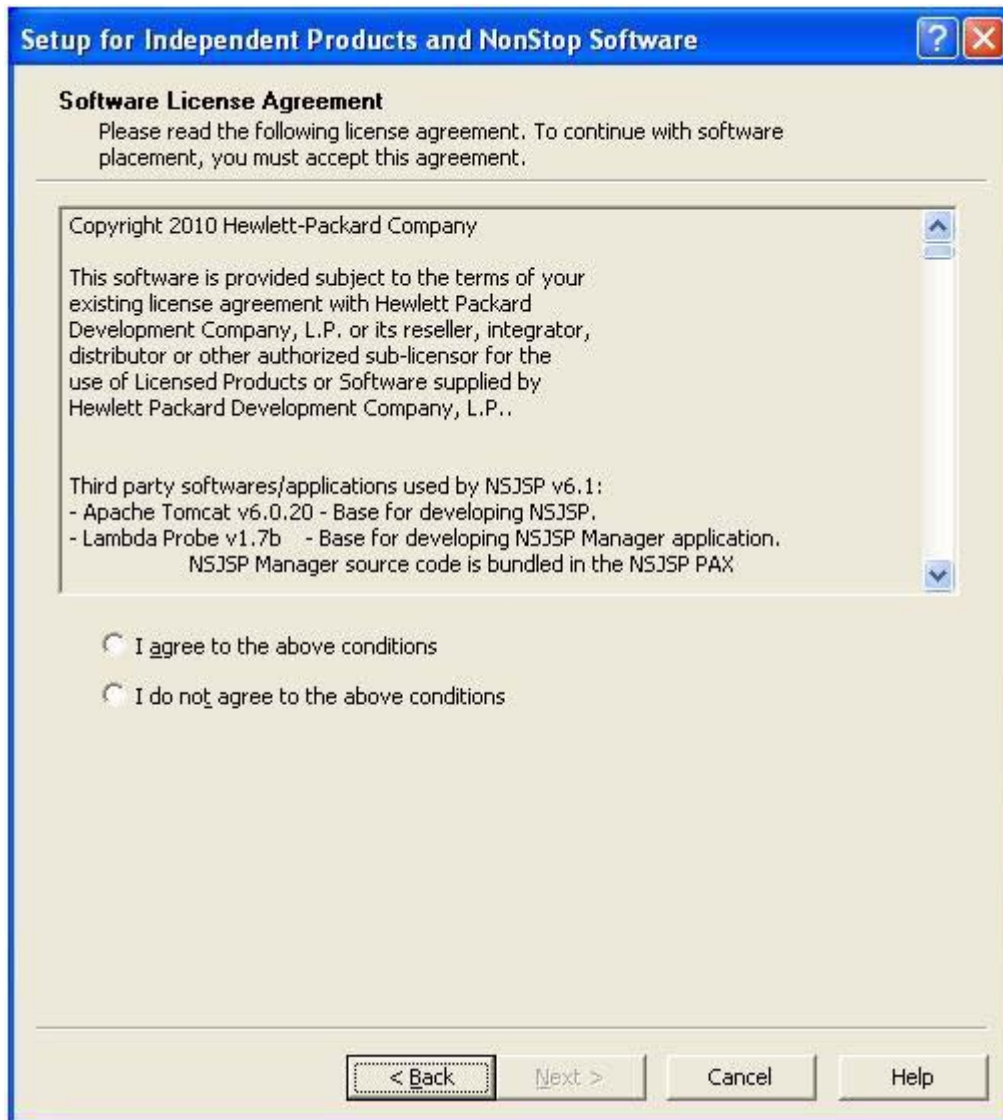 Setup for Independent Products and NonStop Software
Software License Agreement
Please read the following license agreement. To continue with software
placement, you must accept this agreement.
Copyright 2010 Hewlett-Packard Company
This software is provided subject to the terms of your
existing license agreement with Hewlett Packard
Development Company, L.P. or its reseller, integrator,
distributor or other authorized sub-licensor for the
use of Licensed Products or Software supplied by
Hewlett Packard Development Company, L.P..
Third party softwares/applications used by NSJSP v6.1:
- Apache Tomcat v6.0.20 - Base for developing NSJSP.
- Lambda Probe v1.7b - Base for developing NSJSP Manager application.
NSJSP Manager source code is bundled in the NSJSP PAX
I agree to the above conditions
I do not agree to the above conditions
< Back Next > Cancel Help